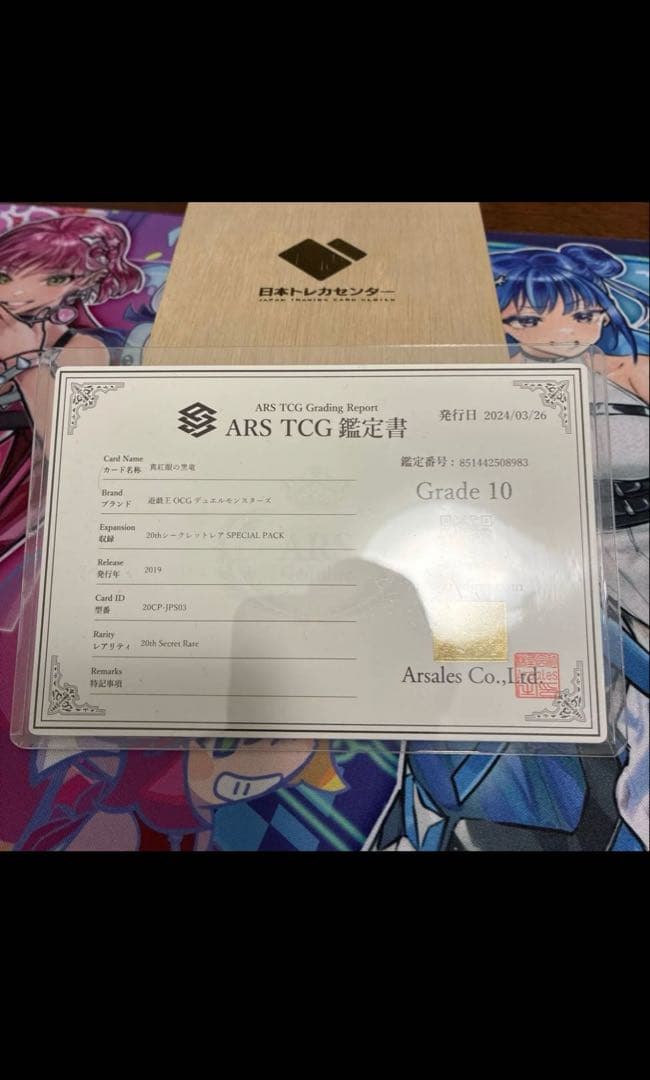 日本トレカセンター
JAPAN TRADING CARD CENTER
ARS TCG Grading Report
ARS TCG 鑑定書
発行日 2024/03/26
Card Name
カード名称 真紅眼の黒竜
鑑定番号：851442508983
Grade 10
Brand
ブランド 遊戯王OCG デュエルモンスターズ
Expansion
収録 20thシークレットレア SPECIAL PACK
Release
発行年 2019
Card ID
型番 20CP-JPS03
Rarity
レアリティ 20th Secret Rare
Remarks
特記事項
Arsales Co.,Ltd.